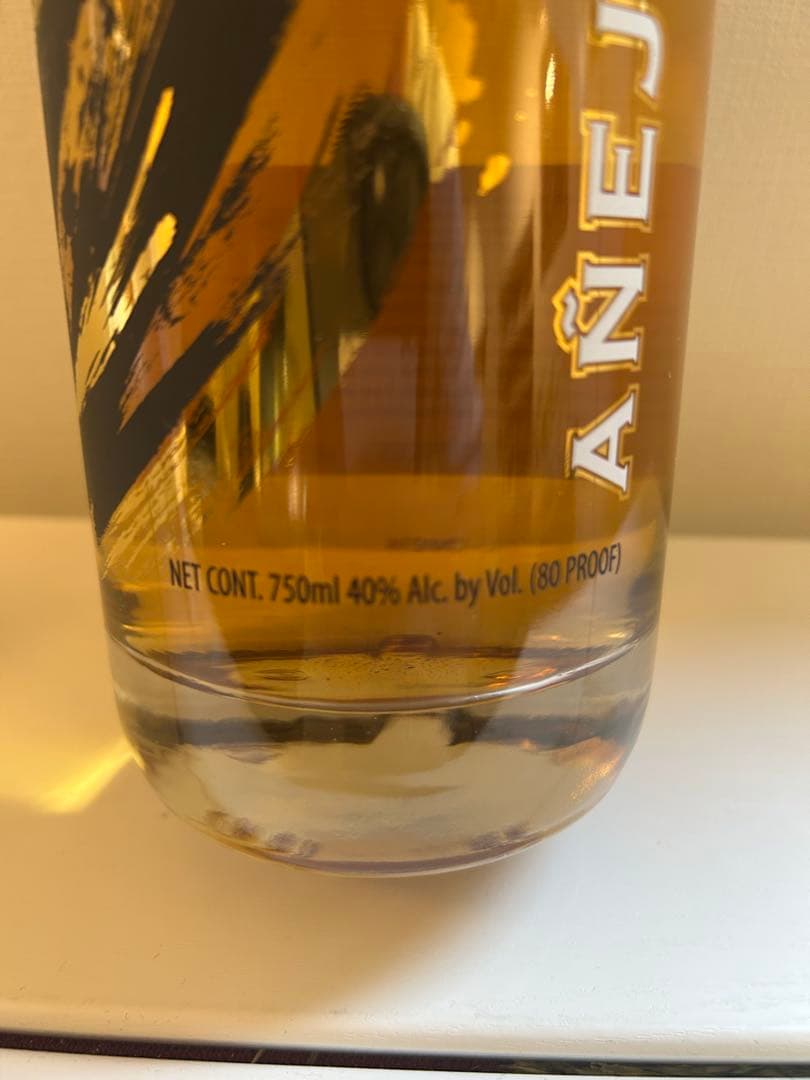 AÑEJ
NET CONT. 750ml 40% Alc. by Vol. (80 PROOF)